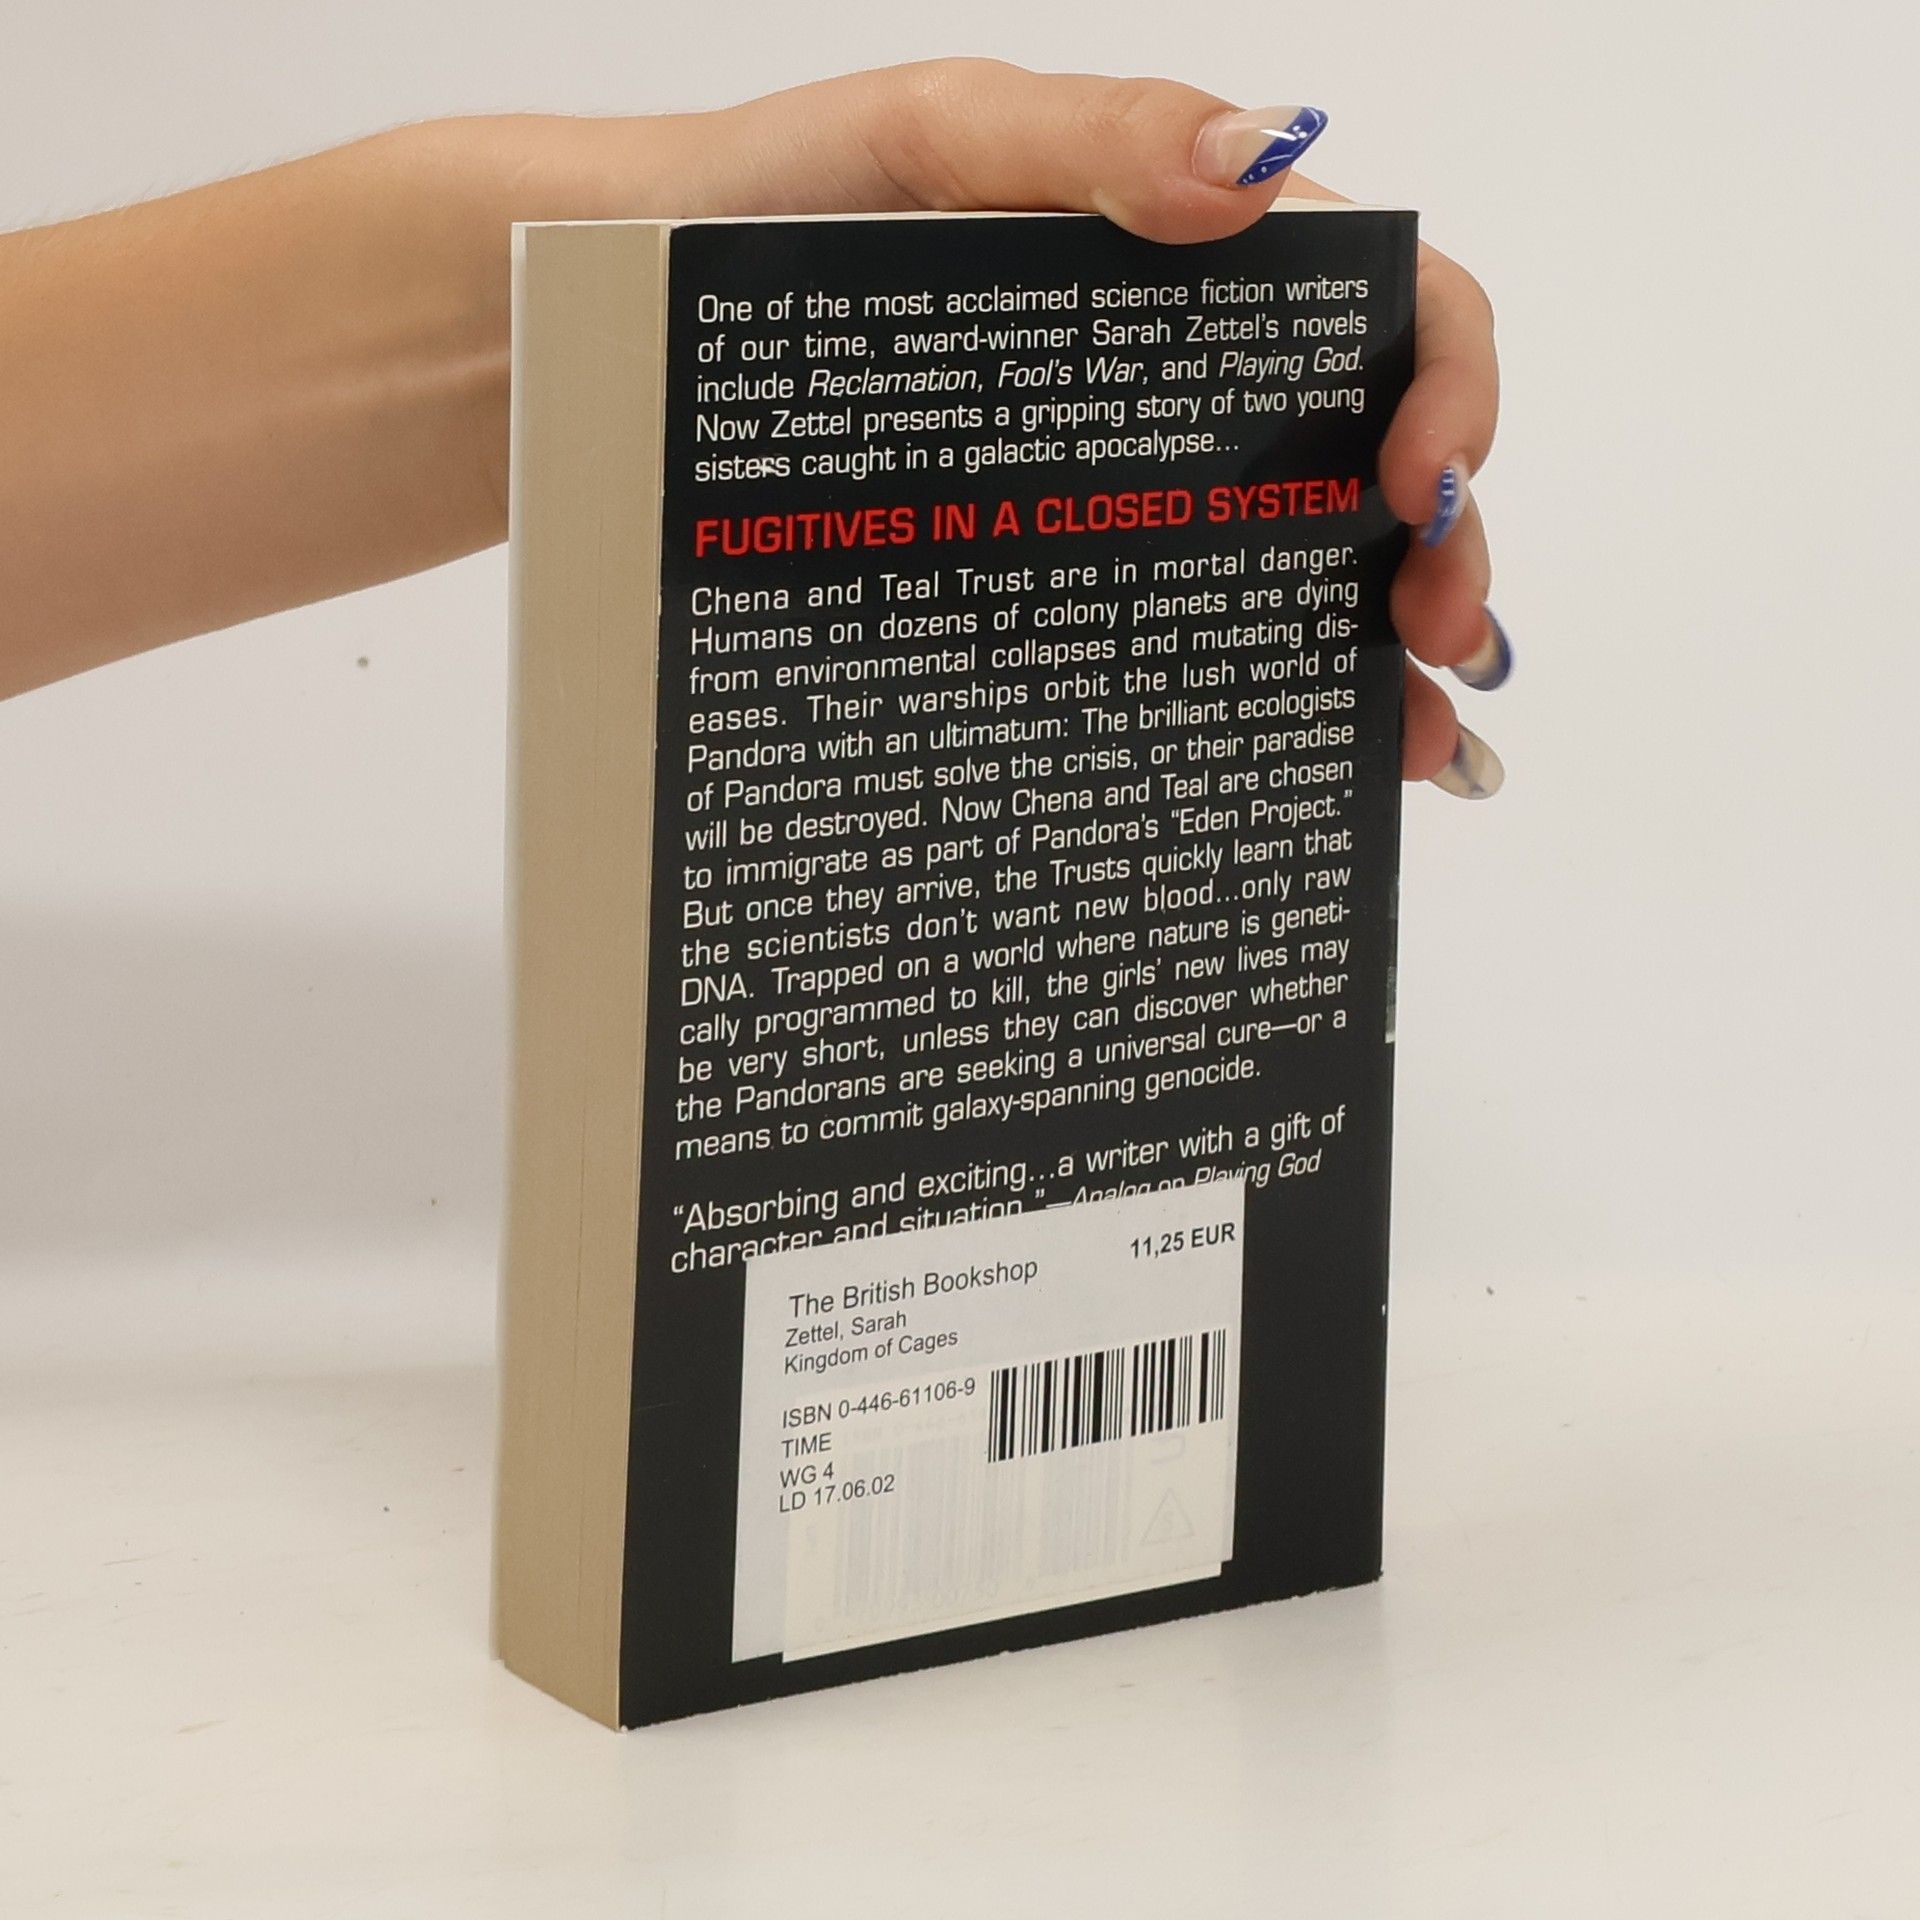 One of the most acclaimed science fiction writers
of our time, award-winner Sarah Zettel's novels
include Reclamation, Fool's War, and Playing God.
Now Zettel presents a gripping story of two young
sisters caught in a galactic apocalypse...
FUGITIVES IN A CLOSED SYSTEM
Chena and Teal Trust are in mortal danger.
Humans on dozens of colony planets are dying
from environmental collapses and mutating dis-
eases. Their warships orbit the lush world of
Pandora with an ultimatum: The brilliant ecologists
of Pandora must solve the crisis, or their paradise
will be destroyed. Now Chena and Teal are chosen
to immigrate as part of Pandora's "Eden Project."
But once they arrive, the Trusts quickly learn that
the scientists don't want new blood...only raw
DNA. Trapped on a world where nature is geneti-
cally programmed to kill, the girls' new lives may
be very short, unless they can discover whether
the Pandorans are seeking a universal cure—or a
means to commit galaxy-spanning genocide.
"Absorbing and exciting...a writer with a gift of
character and situation."—Analog on Playing God
11,25 EUR
The British Bookshop
Zettel, Sarah
Kingdom of Cages
ISBN 0-446-61106-9
TIME
WG 4
LD 17.06.02